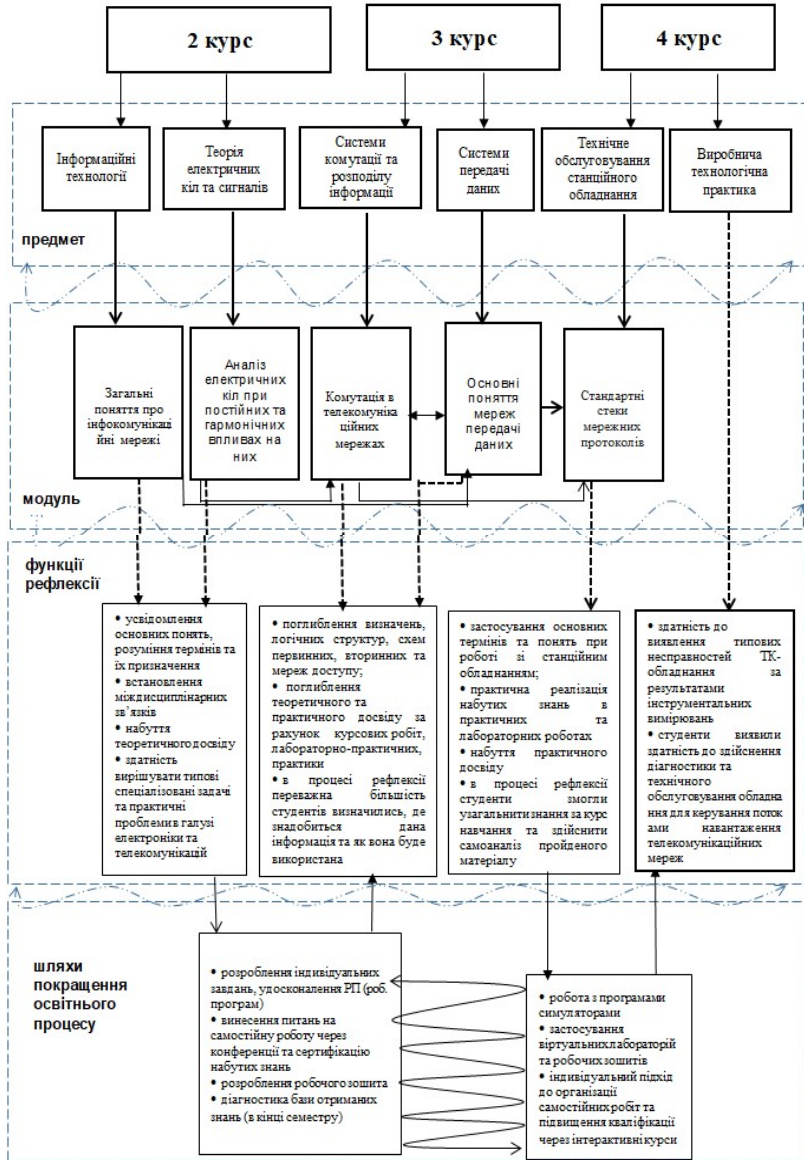 2 курс
3 курс
4 курс
Інформаційні
технології
Теорія
електричних
кіл та сигналів
Системи
комутації та
розподілу
інформації
Системи
передачі
даних
Технічне
обслуговування
станційного
обладнання
Виробнича
технологічна
практика
предмет
Загальні
поняття про
інфокомунікаці
йні мережі
Аналіз
електричних
кіл при
постійних та
гармонічних
впливах на
них
Комутація в
телекомуніка
ційних
мережах
Основні
поняття
мереж
передачі
даних
Стандартні
стеки мережних
протоколів
модуль
функції
рефлексії
• усвідомлення
основних понять,
розуміння термінів та
їх призначення
• встановлення
міждисциплінарних
зв’язків
• набуття
теоретичного досвіду
• здатність
вирішувати типові
спеціалізовані задачі
та практичні
проблеми в галузі
електроніки та
телекомунікацій
• поглиблення визначень,
логічних структур, схем
первинних, вторинних та
мереж доступу;
• поглиблення
теоретичного та
практичного досвіду за
рахунок курсових робіт,
лабораторно-практичних,
практики
• в процесі рефлексії
переважна більшість
студентів визначились, де
знадобиться дана
інформація та як вона буде
використана
• застосування основних
термінів та понять при
роботі зі станційним
обладнанням;
• практична реалізація
набутих знань в
практичних та
лабораторних роботах
• набуття практичного
досвіду
• в процесі рефлексії
студенти змогли
узагальнити знання за курс
навчання та здійснити
самоаналіз пройденого
матеріалу
• здатність до
виявлення типових
несправностей ТК-
обладнання за
результатами
інструментальних
вимірювань
• студенти виявили
здатність до здійснення
діагностики та
технічного
обслуговування обладна
ння для керування поток
ами навантаження
телекомунікаційних
мереж
шляхи
покращення
освітнього
процесу
• розроблення індивідуальних
завдань, удосконалення РП (роб.
програм)
• винесення питань на
самостійну роботу через
конференції та сертифікацію
набутих знань
• розроблення робочого зошита
• діагностика бази отриманих
знань (в кінці семестру)
• робота з програмами
симуляторами
• застосування
віртуальних лабораторій
та робочих зошитів
• індивідуальний підхід
до організації
самостійних робіт та
підвищення кваліфікації
через інтерактивні курси